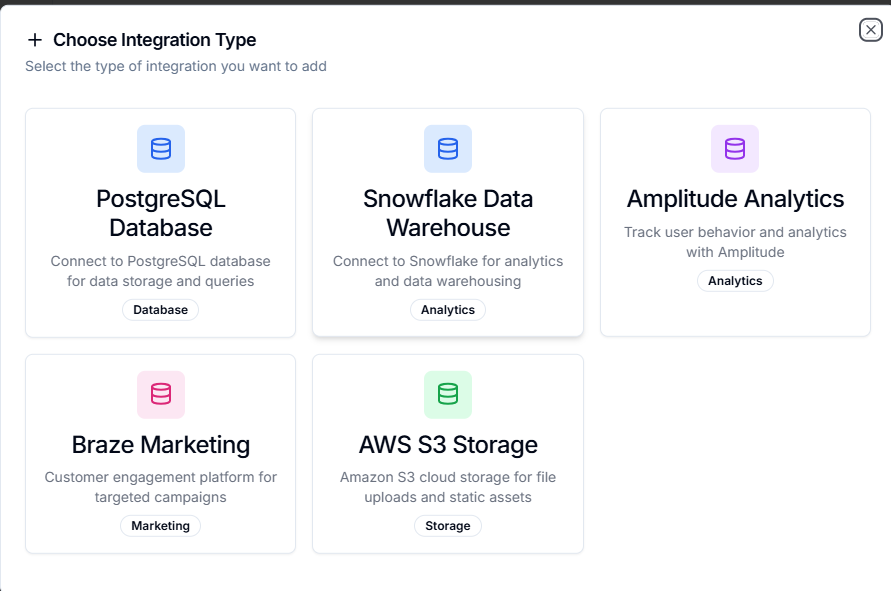 Choose Integration Type
Select the type of integration you want to add
PostgreSQL
Database
Connect to PostgreSQL database
for data storage and queries
Database
Snowflake Data
Warehouse
Connect to Snowflake for analytics
and data warehousing
Analytics
Amplitude Analytics
Track user behavior and analytics
with Amplitude
Analytics
Braze Marketing
Customer engagement platform for
targeted campaigns
Marketing
AWS S3 Storage
Amazon S3 cloud storage for file
uploads and static assets
Storage